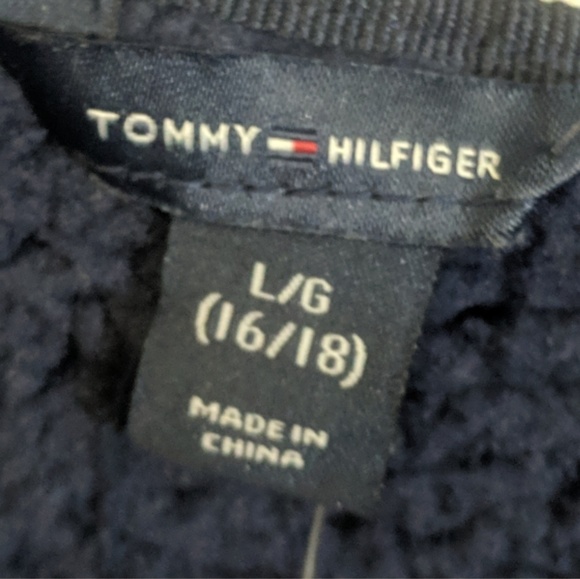 TOMMY HILFIGER
L/G
(16/18)
MADE IN
CHINA